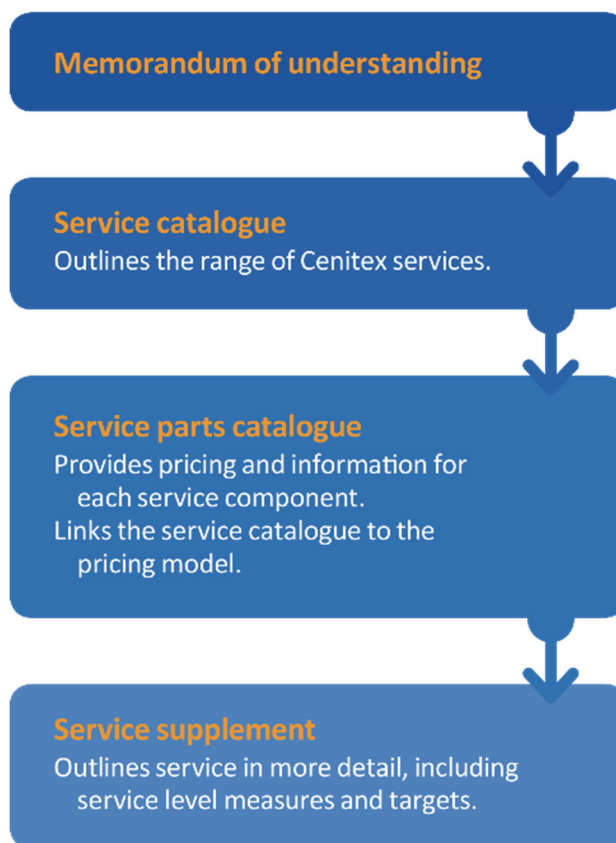 Memorandum of understanding
Service catalogue
Outlines the range of Cenitex services.
Service parts catalogue
Provides pricing and information for
each service component.
Links the service catalogue to the
pricing model.
Service supplement
Outlines service in more detail, including
service level measures and targets.